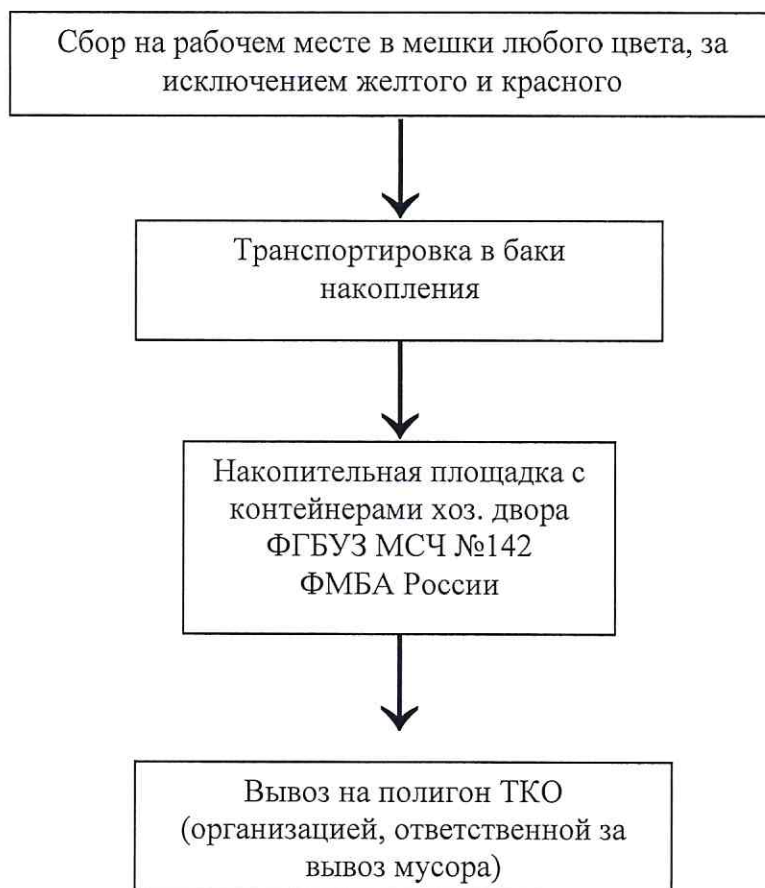 Сбор на рабочем месте в мешки любого цвета, за
исключением желтого и красного
Транспортировка в баки
накопления
Накопительная площадка с
контейнерами хоз. двора
ФГБУЗ МСЧ №142
ФМБА России
Вывоз на полигон ТКО
(организацией, ответственной за
вывоз мусора)